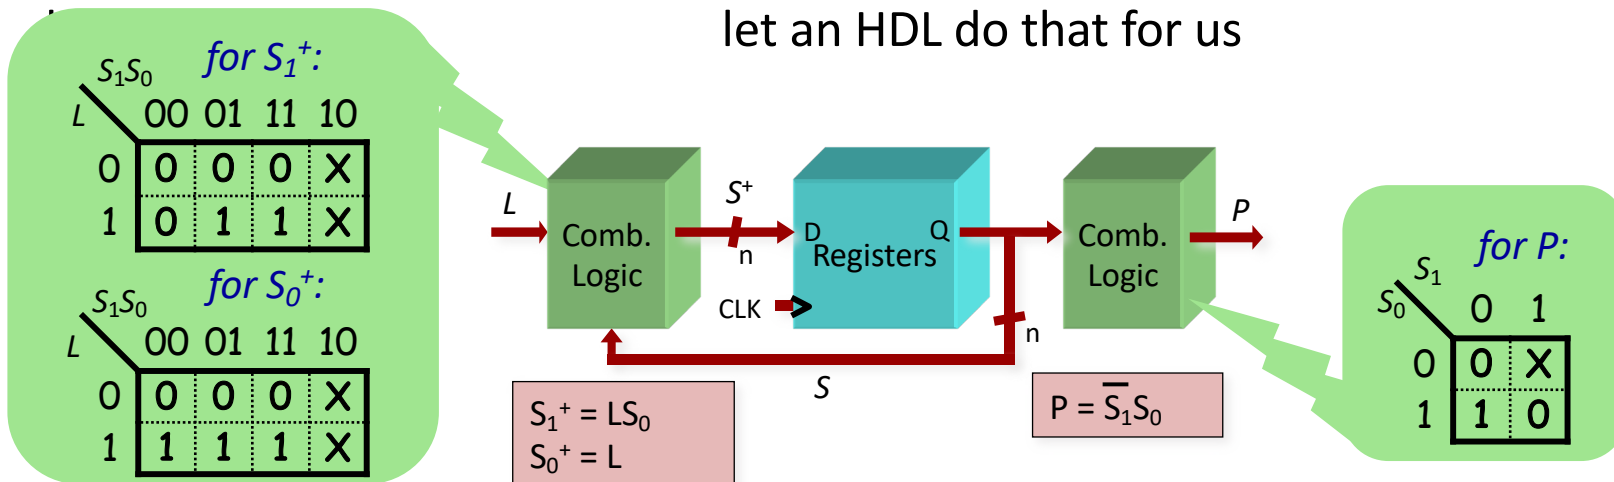 let an HDL do that for us
for S₁⁺:
S₁S₀
L
00 01 11 10
0 0 0 0 X
1 0 1 1 X
for S₀⁺:
S₁S₀
L
00 01 11 10
0 0 0 0 X
1 1 1 1 X
L
Comb.
Logic
S⁺
n
D
Q
Registers
CLK
n
S
Comb.
Logic
P
S₁⁺ = LS₀
S₀⁺ = L
P = S̅₁S₀
for P:
S₁
S₀
0 1
0 0 X
1 1 0